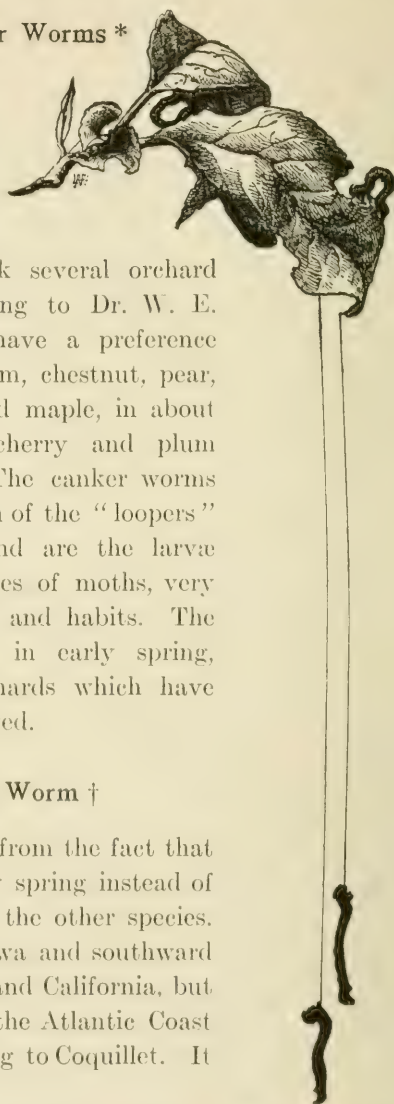 r Worms *
k several orchard
ng to Dr. W. E.
have a preference
m, chestnut, pear,
d maple, in about
cherry and plum
The canker worms
n of the "loopers"
nd are the larvæ
es of moths, very
and habits. The
in early spring,
hards which have
ed.
Worm †
from the fact that
y spring instead of
the other species.
wa and southward
and California, but
the Atlantic Coast
g to Coquillet. It